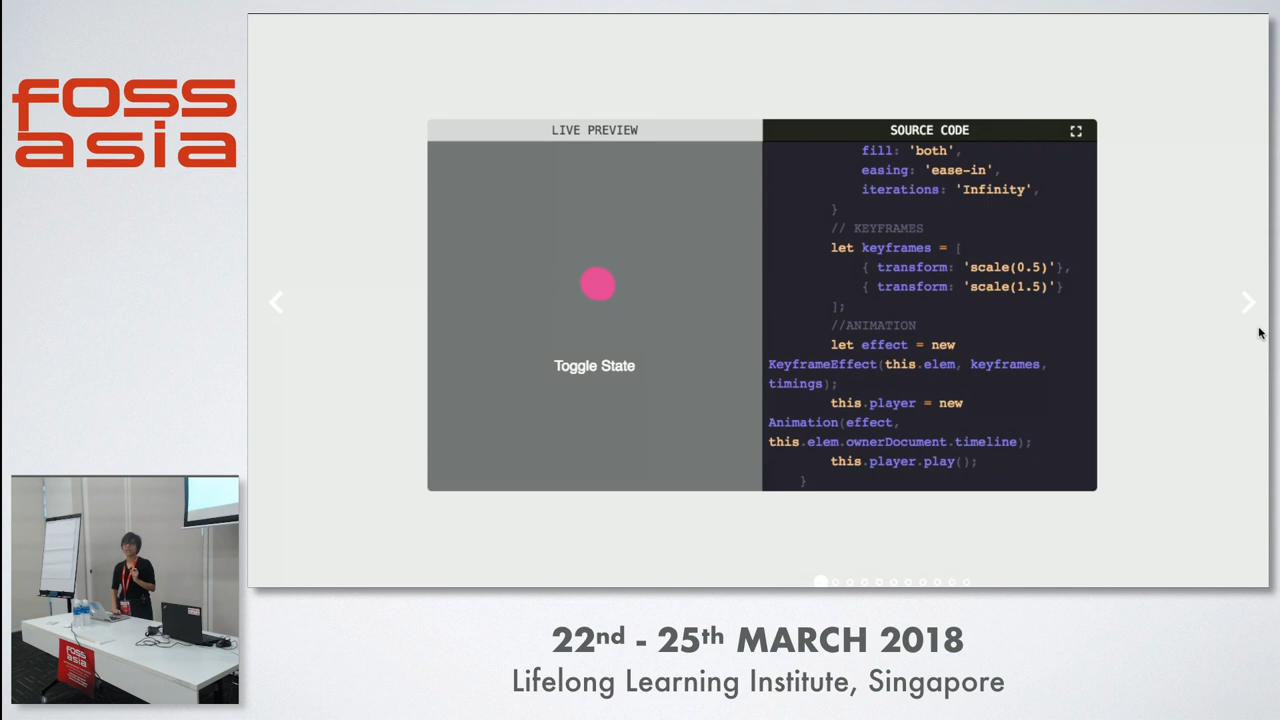 foss
asia
LIVE PREVIEW
Toggle State
SOURCE CODE
fill: 'both',
easing: 'ease-in',
iterations: 'Infinity',
}
// KEYFRAMES
let keyframes = [
{ transform: 'scale(0.5)'},
{ transform: 'scale(1.5)'}
];
//ANIMATION
let effect = new
KeyframeEffect(this.elem, keyframes,
timings);
this.player = new
Animation(effect,
this.elem.ownerDocument.timeline);
this.player.play();
}
FOSS
asia
22nd - 25th MARCH 2018
Lifelong Learning Institute, Singapore